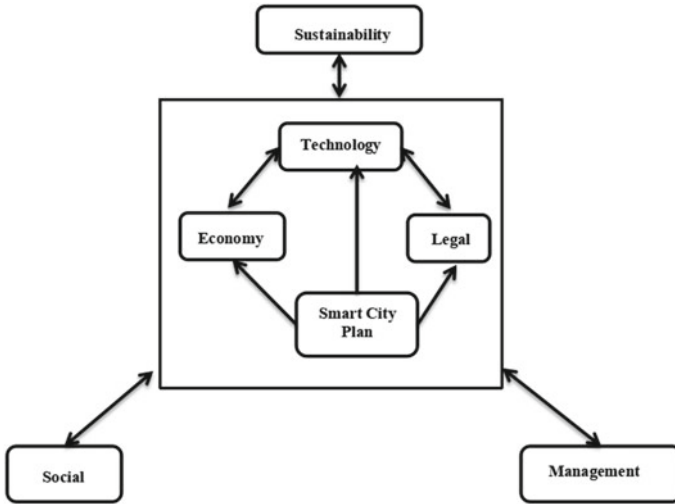 Sustainability
Technology
Economy
Legal
Smart City
Plan
Social
Management